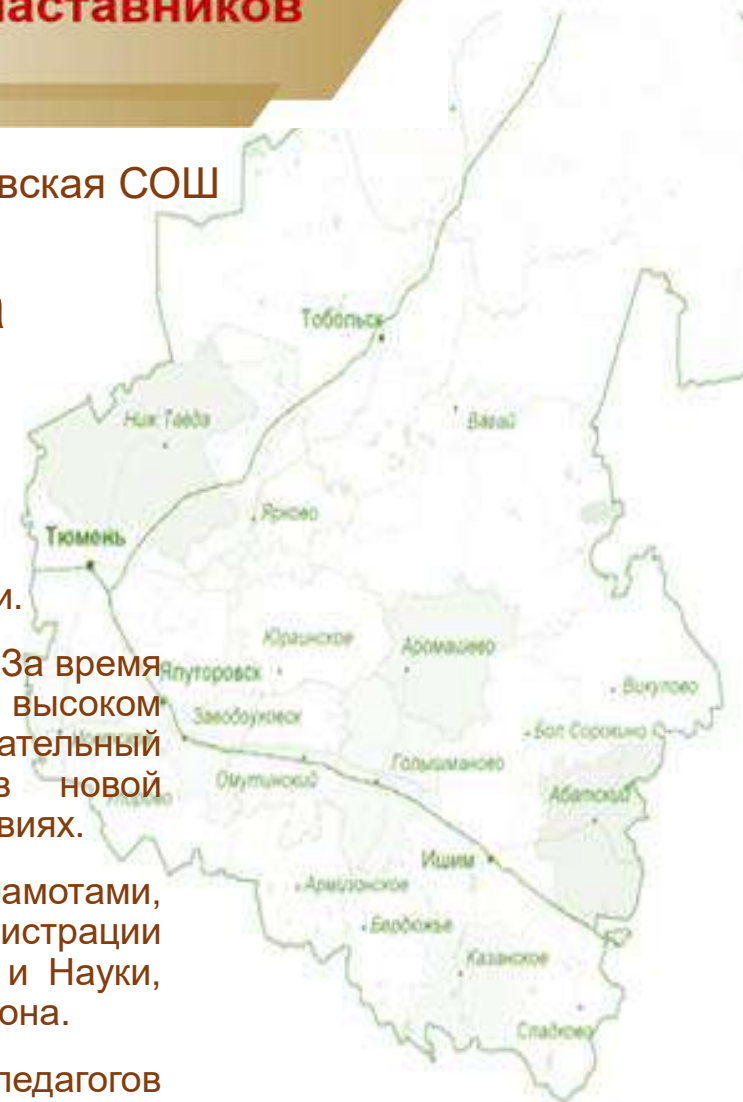 наставников
вская СОШ
а
Тобольск
Ниж Тавда
Вагай
Ярково
Тюмень
и.
Юргинское
Аромашево
За время
Ялуторовск
Викулово
высоком
Заводоуковск
Бол Сорокино
ательный
Голышманово
Омутинский
в новой
Абатский
виях.
Ишим
амотами,
Армизонское
истрации
Бердюжье
и Науки,
Казанское
она.
Сладково
педагогов